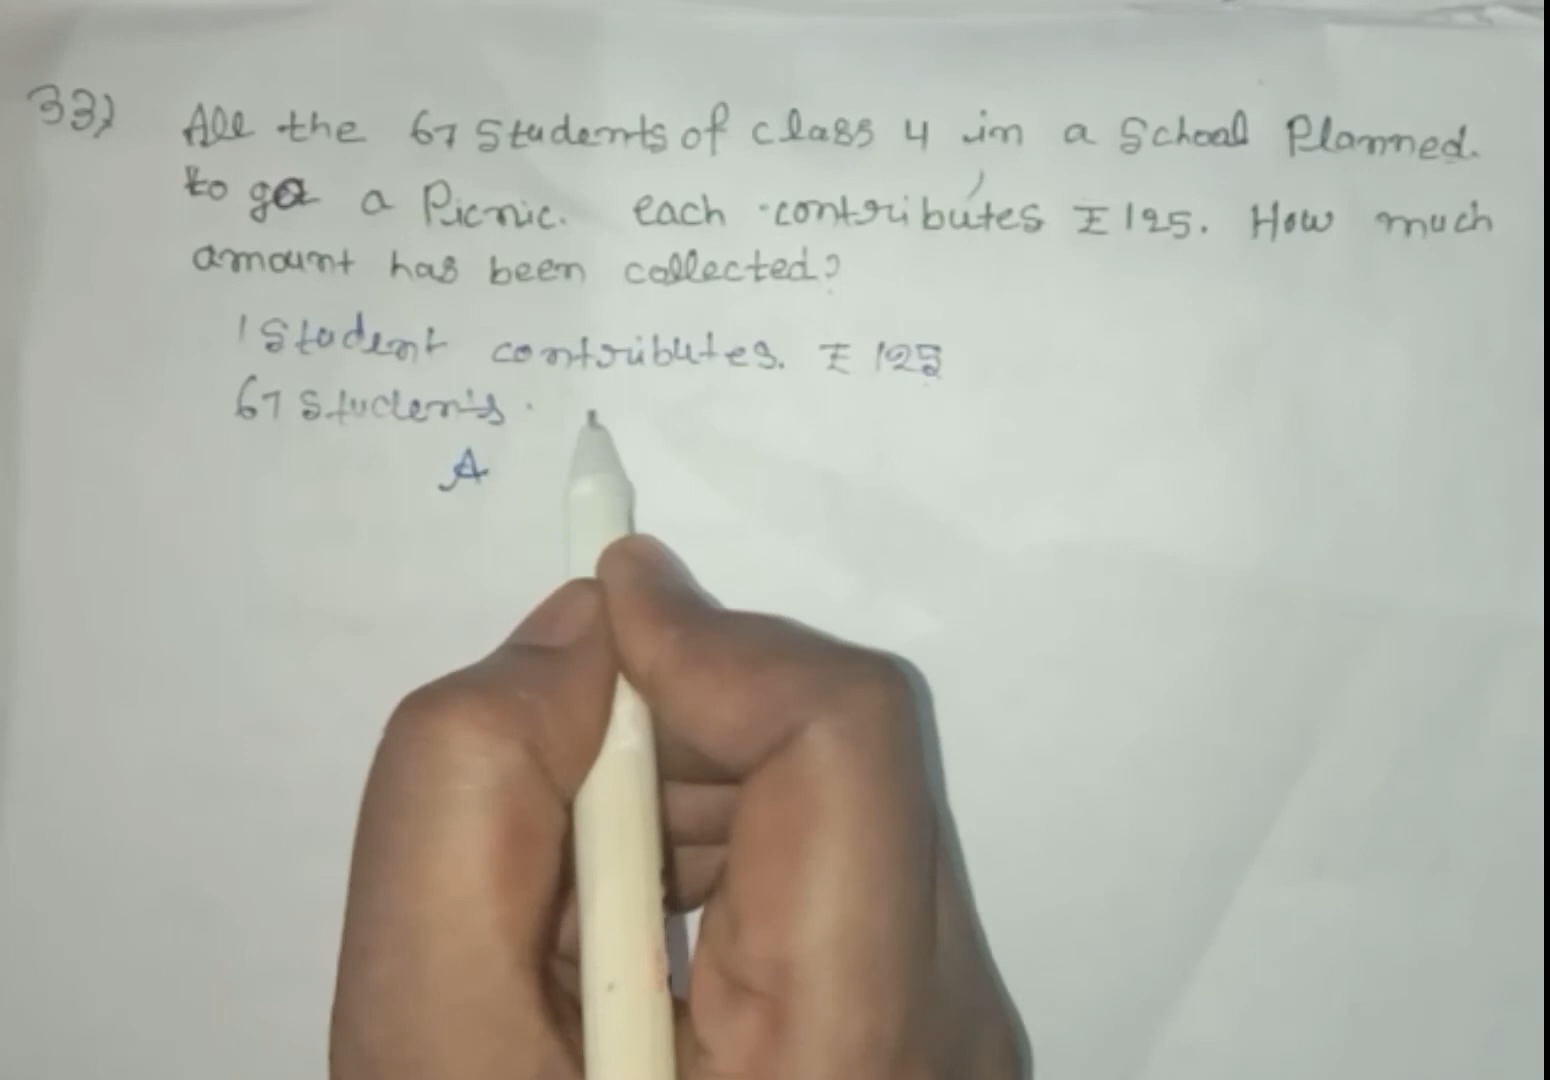 33) All the 67 Students of class 4 in a School Planned.
to go a Picnic. each contributes ₹125. How much
amount has been collected?
1 Student contributes. ₹ 125
67 Students.
A